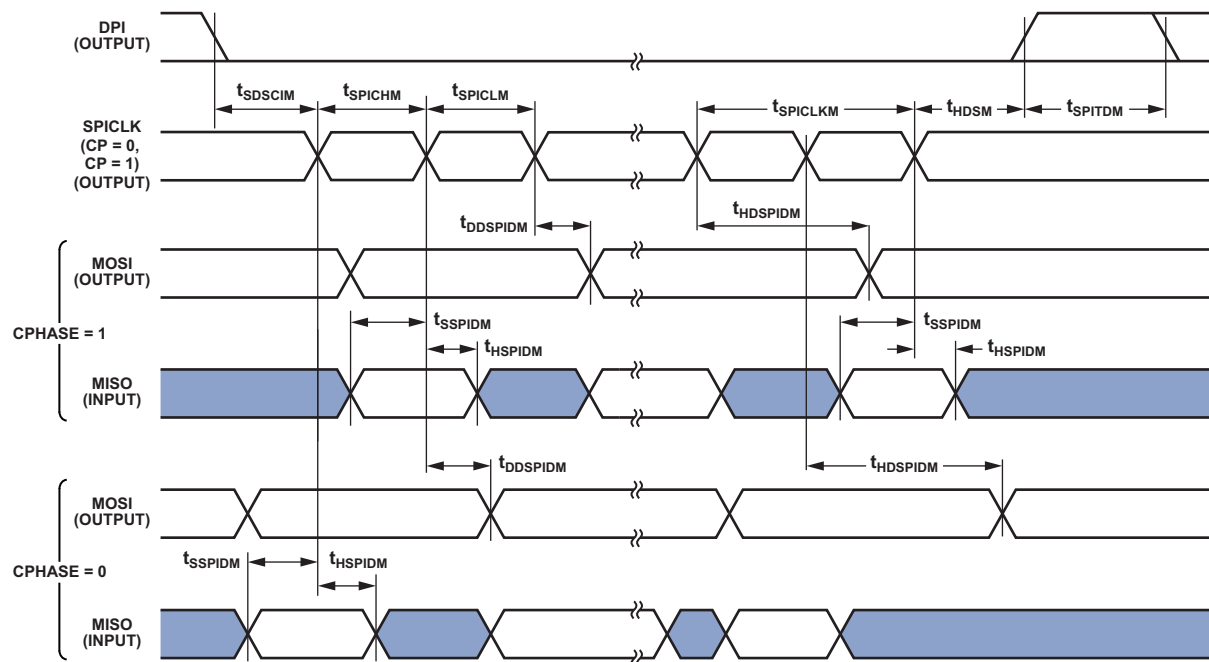 DPI
(OUTPUT)
tSDSCIM
tSPICHM
tSPICLM
tSPICLKM
tHDSM
tSPITDM
SPICLK
(CP = 0,
CP = 1)
(OUTPUT)
tDDSPIDM
tHDSPIDM
MOSI
(OUTPUT)
CPHASE = 1
tSSPIDM
tHSPIDM
tSSPIDM
tHSPIDM
MISO
(INPUT)
tDDSPIDM
tHDSPIDM
MOSI
(OUTPUT)
CPHASE = 0
tSSPIDM
tHSPIDM
MISO
(INPUT)